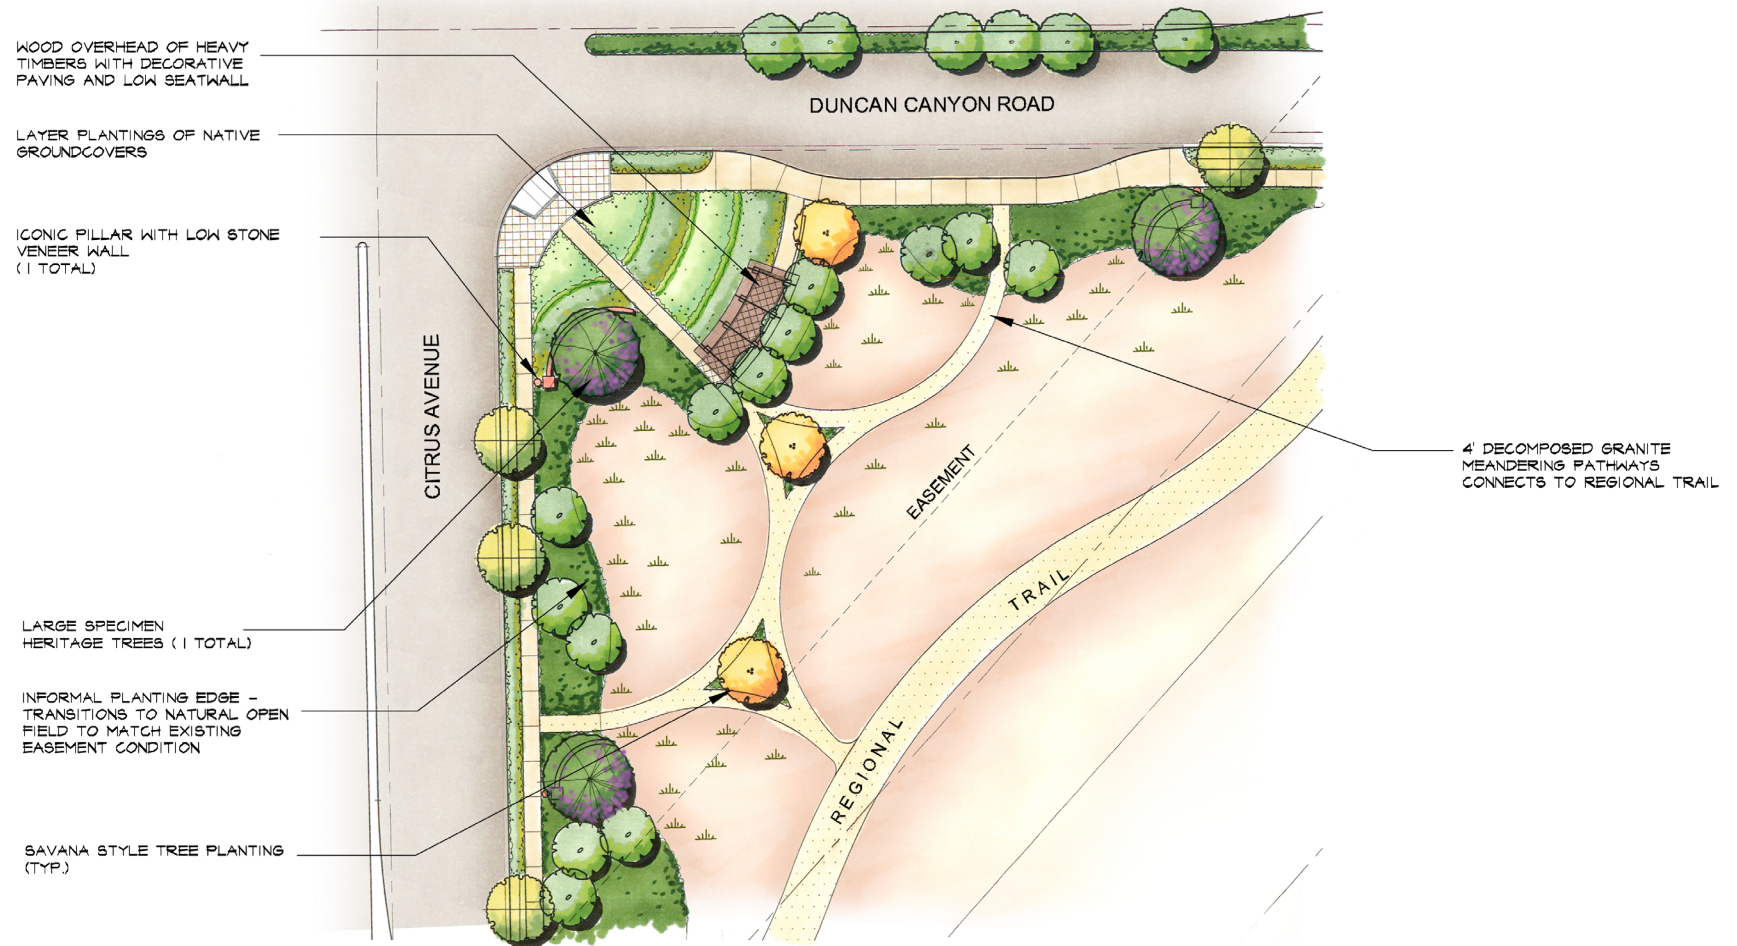 WOOD OVERHEAD OF HEAVY
TIMBERS WITH DECORATIVE
PAVING AND LOW SEATWALL
LAYER PLANTINGS OF NATIVE
GROUNDCOVERS
ICONIC PILLAR WITH LOW STONE
VENEER WALL
(1 TOTAL)
LARGE SPECIMEN
HERITAGE TREES (1 TOTAL)
INFORMAL PLANTING EDGE -
TRANSITIONS TO NATURAL OPEN
FIELD TO MATCH EXISTING
EASEMENT CONDITION
SAVANA STYLE TREE PLANTING
(TYP.)
DUNCAN CANYON ROAD
CITRUS AVENUE
EASEMENT
REGIONAL TRAIL
4' DECOMPOSED GRANITE
MEANDERING PATHWAYS
CONNECTS TO REGIONAL TRAIL